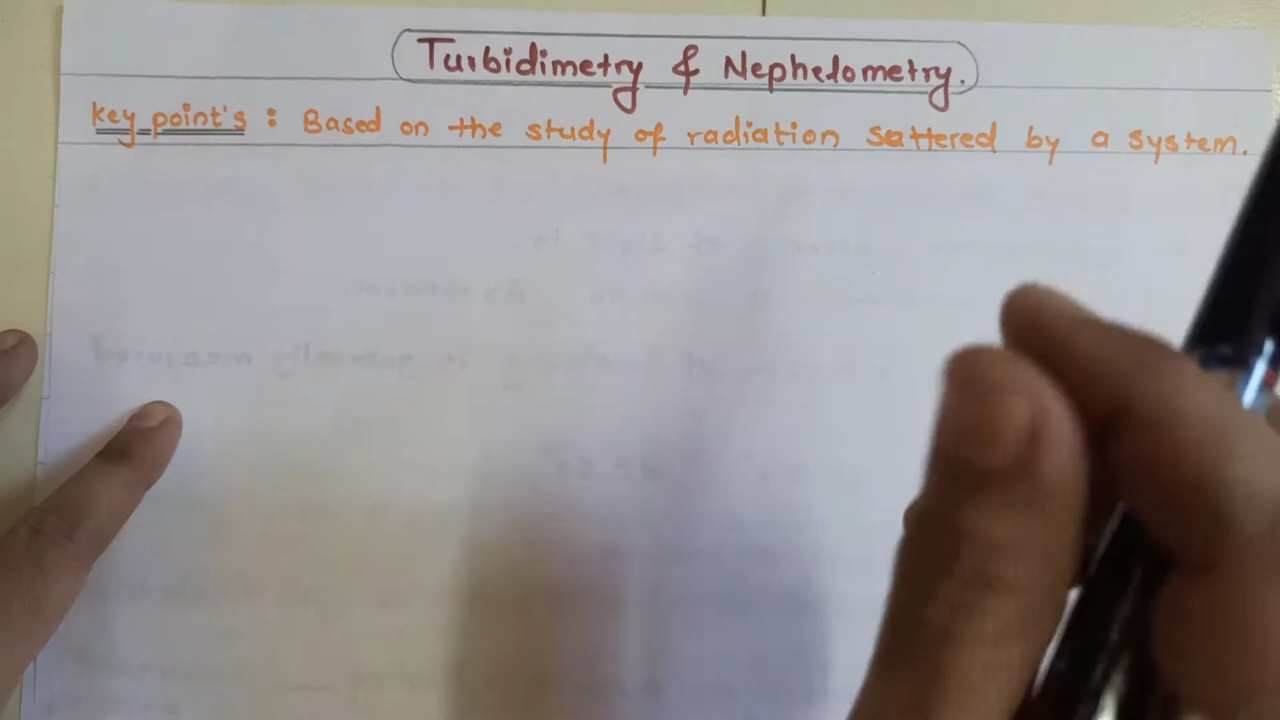 Turbidimetry & Nephelometry.
key point's : Based on the study of radiation sattered by a system.